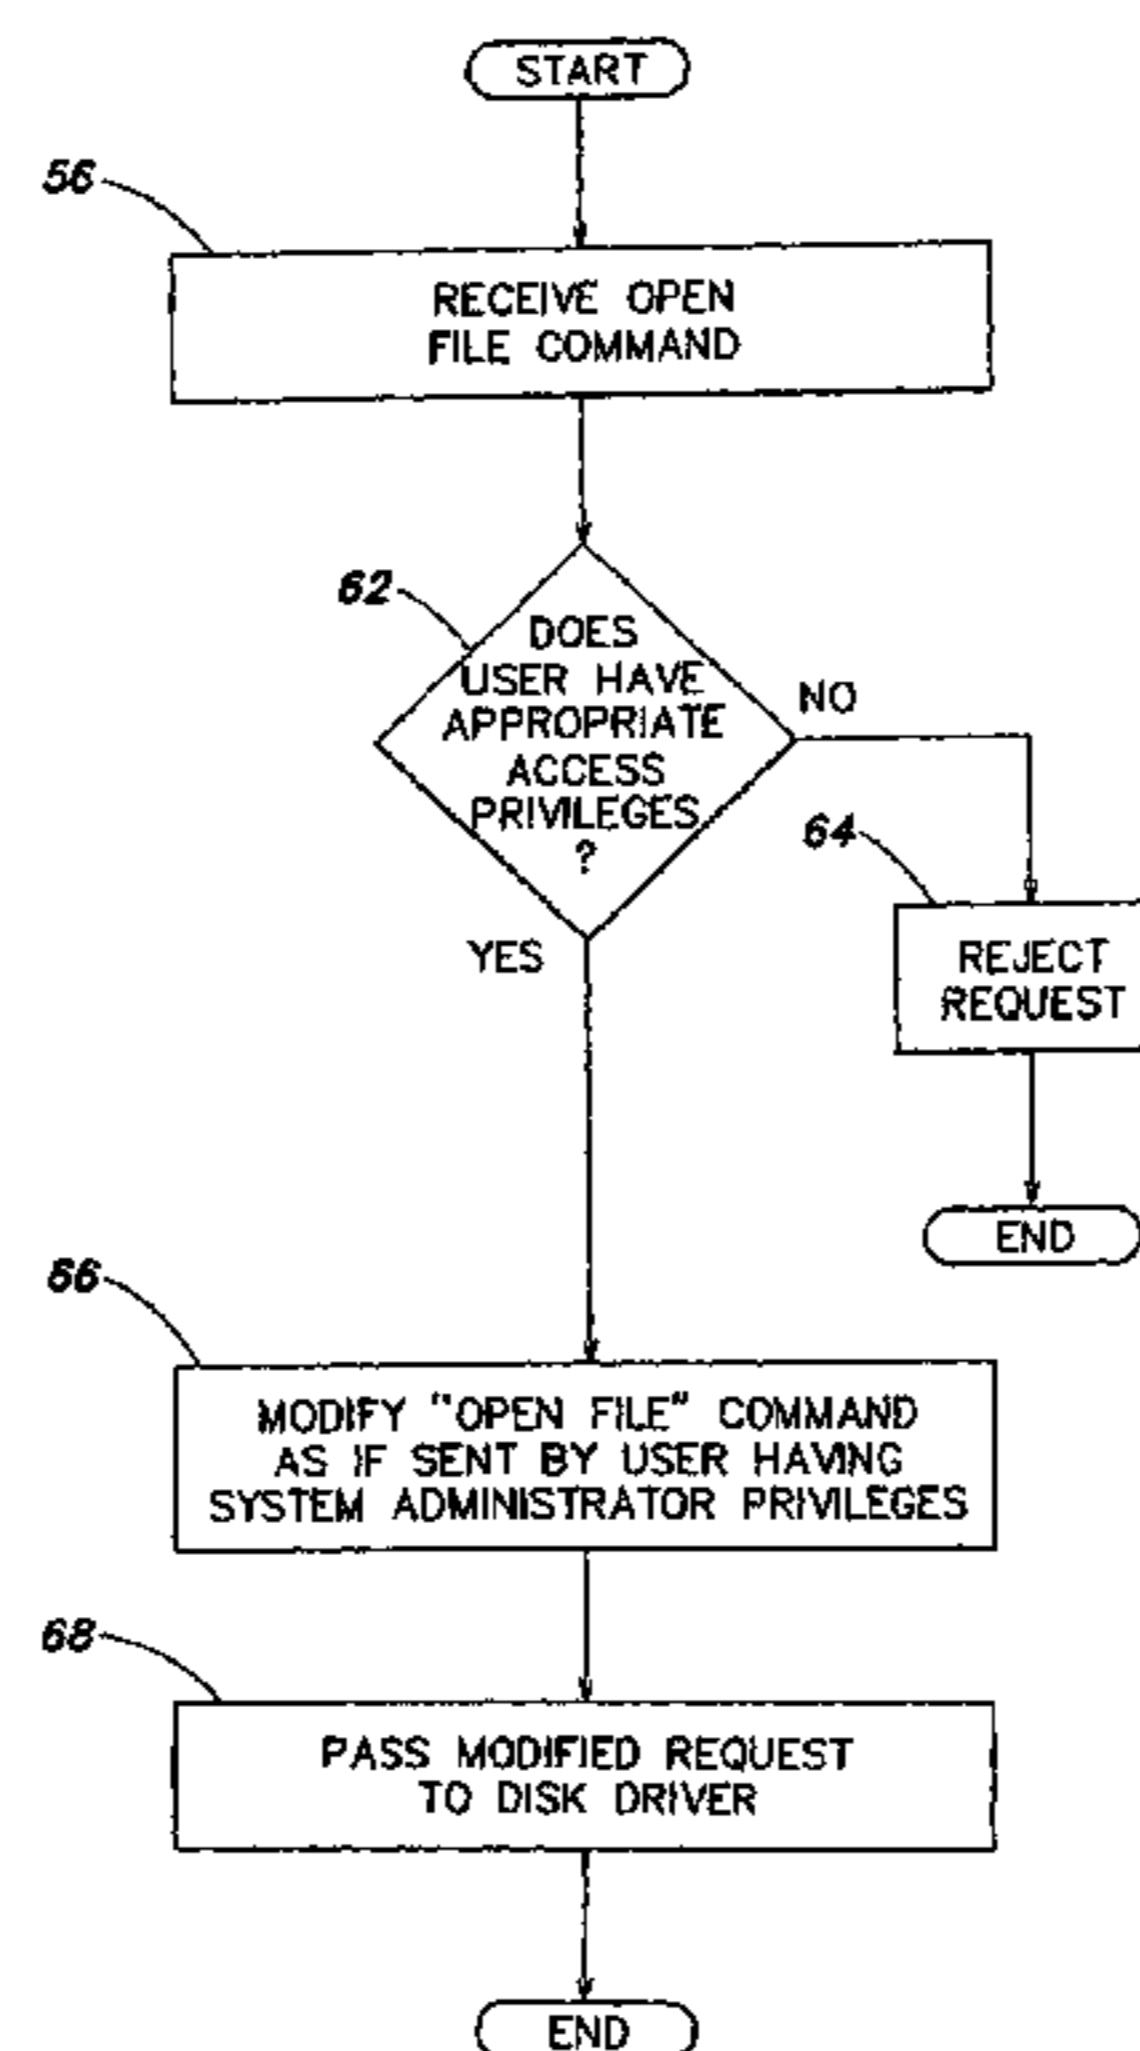 START
56
RECEIVE OPEN
FILE COMMAND
62
DOES
USER HAVE
APPROPRIATE
ACCESS
PRIVILEGES
?
NO
YES
64
REJECT
REQUEST
END
66
MODIFY "OPEN FILE" COMMAND
AS IF SENT BY USER HAVING
SYSTEM ADMINISTRATOR PRIVILEGES
68
PASS MODIFIED REQUEST
TO DISK DRIVER
END